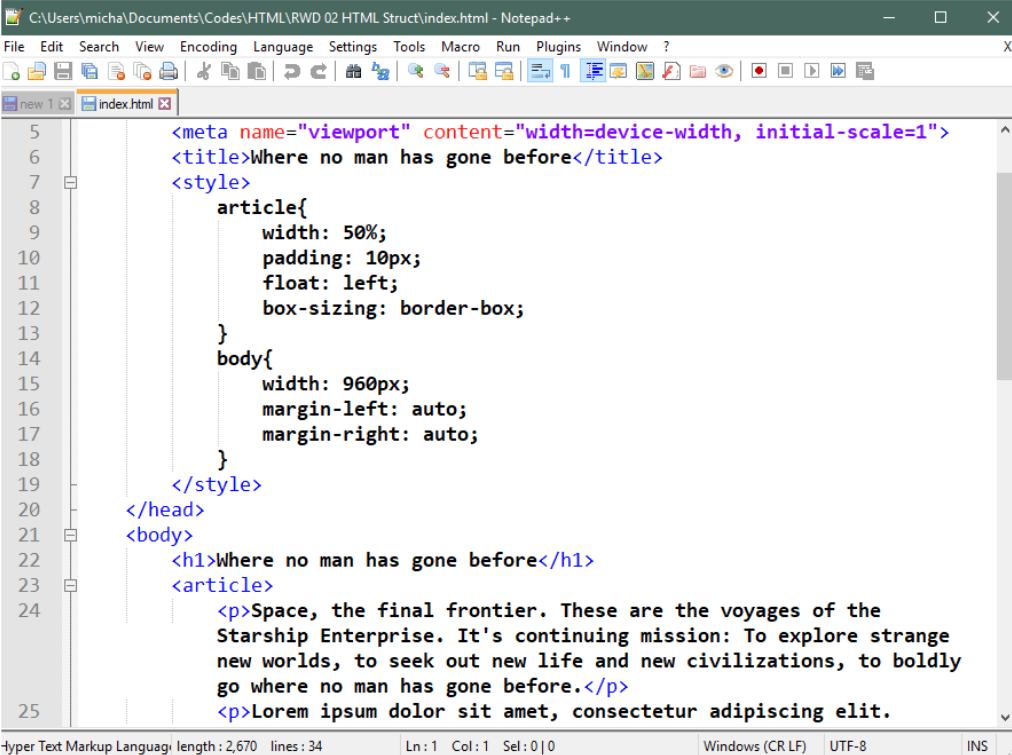 C:\Users\micha\Documents\Codes\HTML\RWD 02 HTML Struct\index.html - Notepad++
File Edit Search View Encoding Language Settings Tools Macro Run Plugins Window ? X
new 1 index.html
5 <meta name="viewport" content="width=device-width, initial-scale=1">
6 <title>Where no man has gone before</title>
7 <style>
8 article{
9 width: 50%;
10 padding: 10px;
11 float: left;
12 box-sizing: border-box;
13 }
14 body{
15 width: 960px;
16 margin-left: auto;
17 margin-right: auto;
18 }
19 </style>
20 </head>
21 <body>
22 <h1>Where no man has gone before</h1>
23 <article>
24 <p>Space, the final frontier. These are the voyages of the
Starship Enterprise. It's continuing mission: To explore strange
new worlds, to seek out new life and new civilizations, to boldly
go where no man has gone before.</p>
25 <p>Lorem ipsum dolor sit amet, consectetur adipiscing elit.
Hyper Text Markup Languag length : 2,670 lines : 34 Ln : 1 Col : 1 Sel : 0 | 0 Windows (CR LF) UTF-8 INS